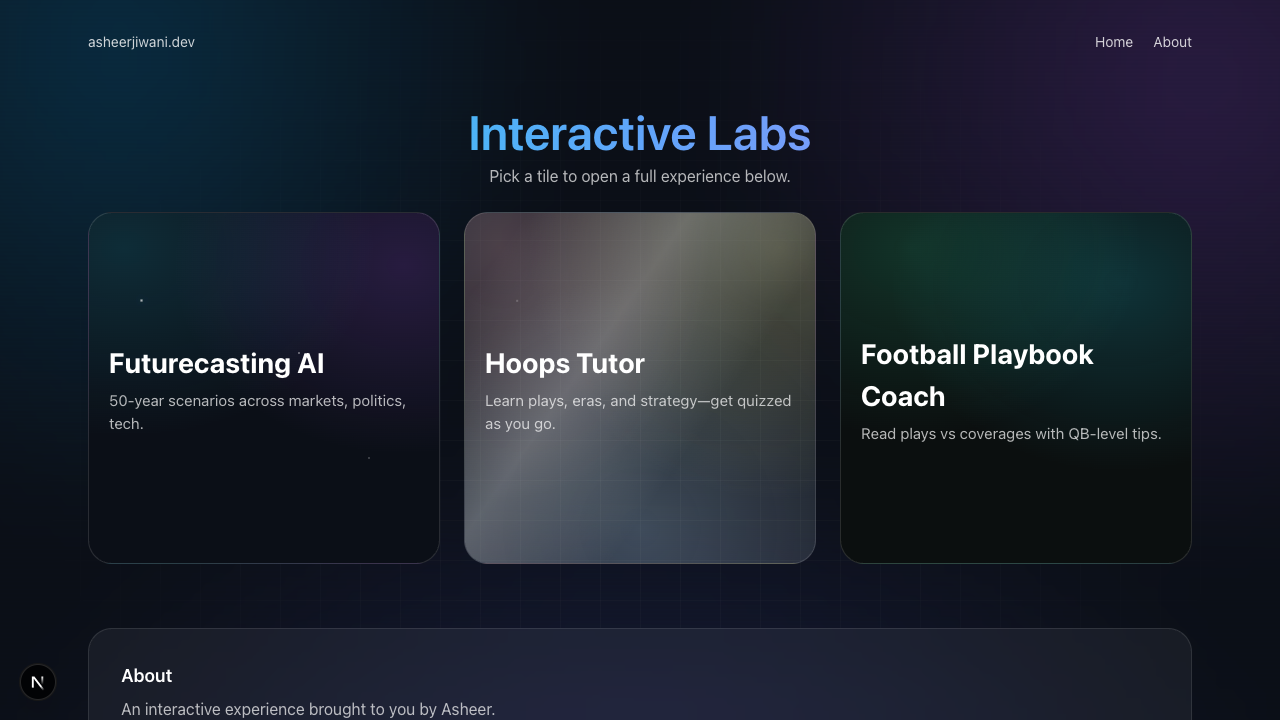 asheerjiwani.dev
Home
About
Interactive Labs
Pick a tile to open a full experience below.
Futurecasting AI
50-year scenarios across markets, politics,
tech.
Hoops Tutor
Learn plays, eras, and strategy—get quizzed
as you go.
Football Playbook
Coach
Read plays vs coverages with QB-level tips.
About
An interactive experience brought to you by Asheer.
N